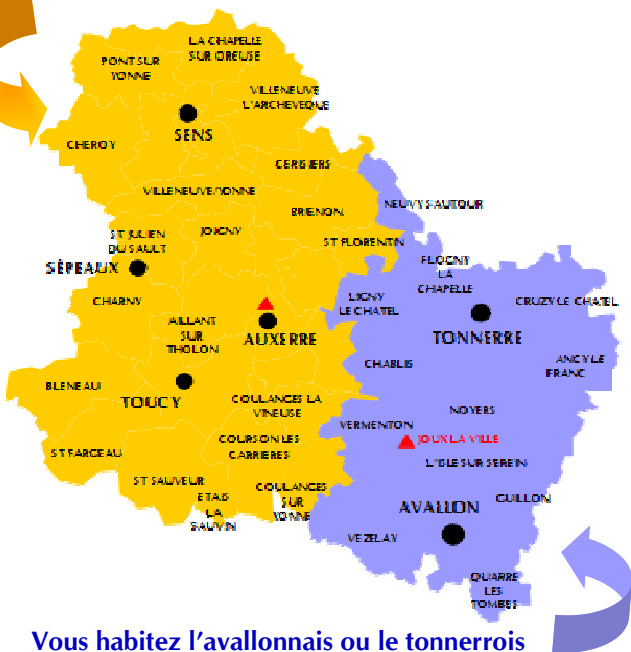 LA CHAPELLE
SUR OREUSE
PONT SUR
YONNE
VILLENEUVE
L'ARCHEVEQUE
SENS
CHEROY
CERISIERS
VILLENEUVE/YONNE
NEUVY SAUTOUR
BRIENON
ST JULIEN
DU SAULT
JOIGNY
ST FLORENTIN
SÉPEAUX
FLOGNY
LA
CHAPELLE
CHARNY
LIGNY
LE CHATEL
CRUZY LE CHATEL
AILLANT
SUR
THOLON
AUXERRE
TONNERRE
CHABLIS
ANCY LE
FRANC
BLENEAU
TOUCY
COULANGES LA
VINEUSE
NOYERS
VERMENTON
JOUX LA VILLE
COURSON LES
CARRIERES
ST FARGEAU
L'ISLE SUR SEREIN
ST SAUVEUR
ETAIS
LA
SAUVIN
COULANGES
SUR
YONNE
GUILLON
AVALLON
VEZELAY
QUARRE
LES
TOMBES
Vous habitez l'avallonnais ou le tonnerrois